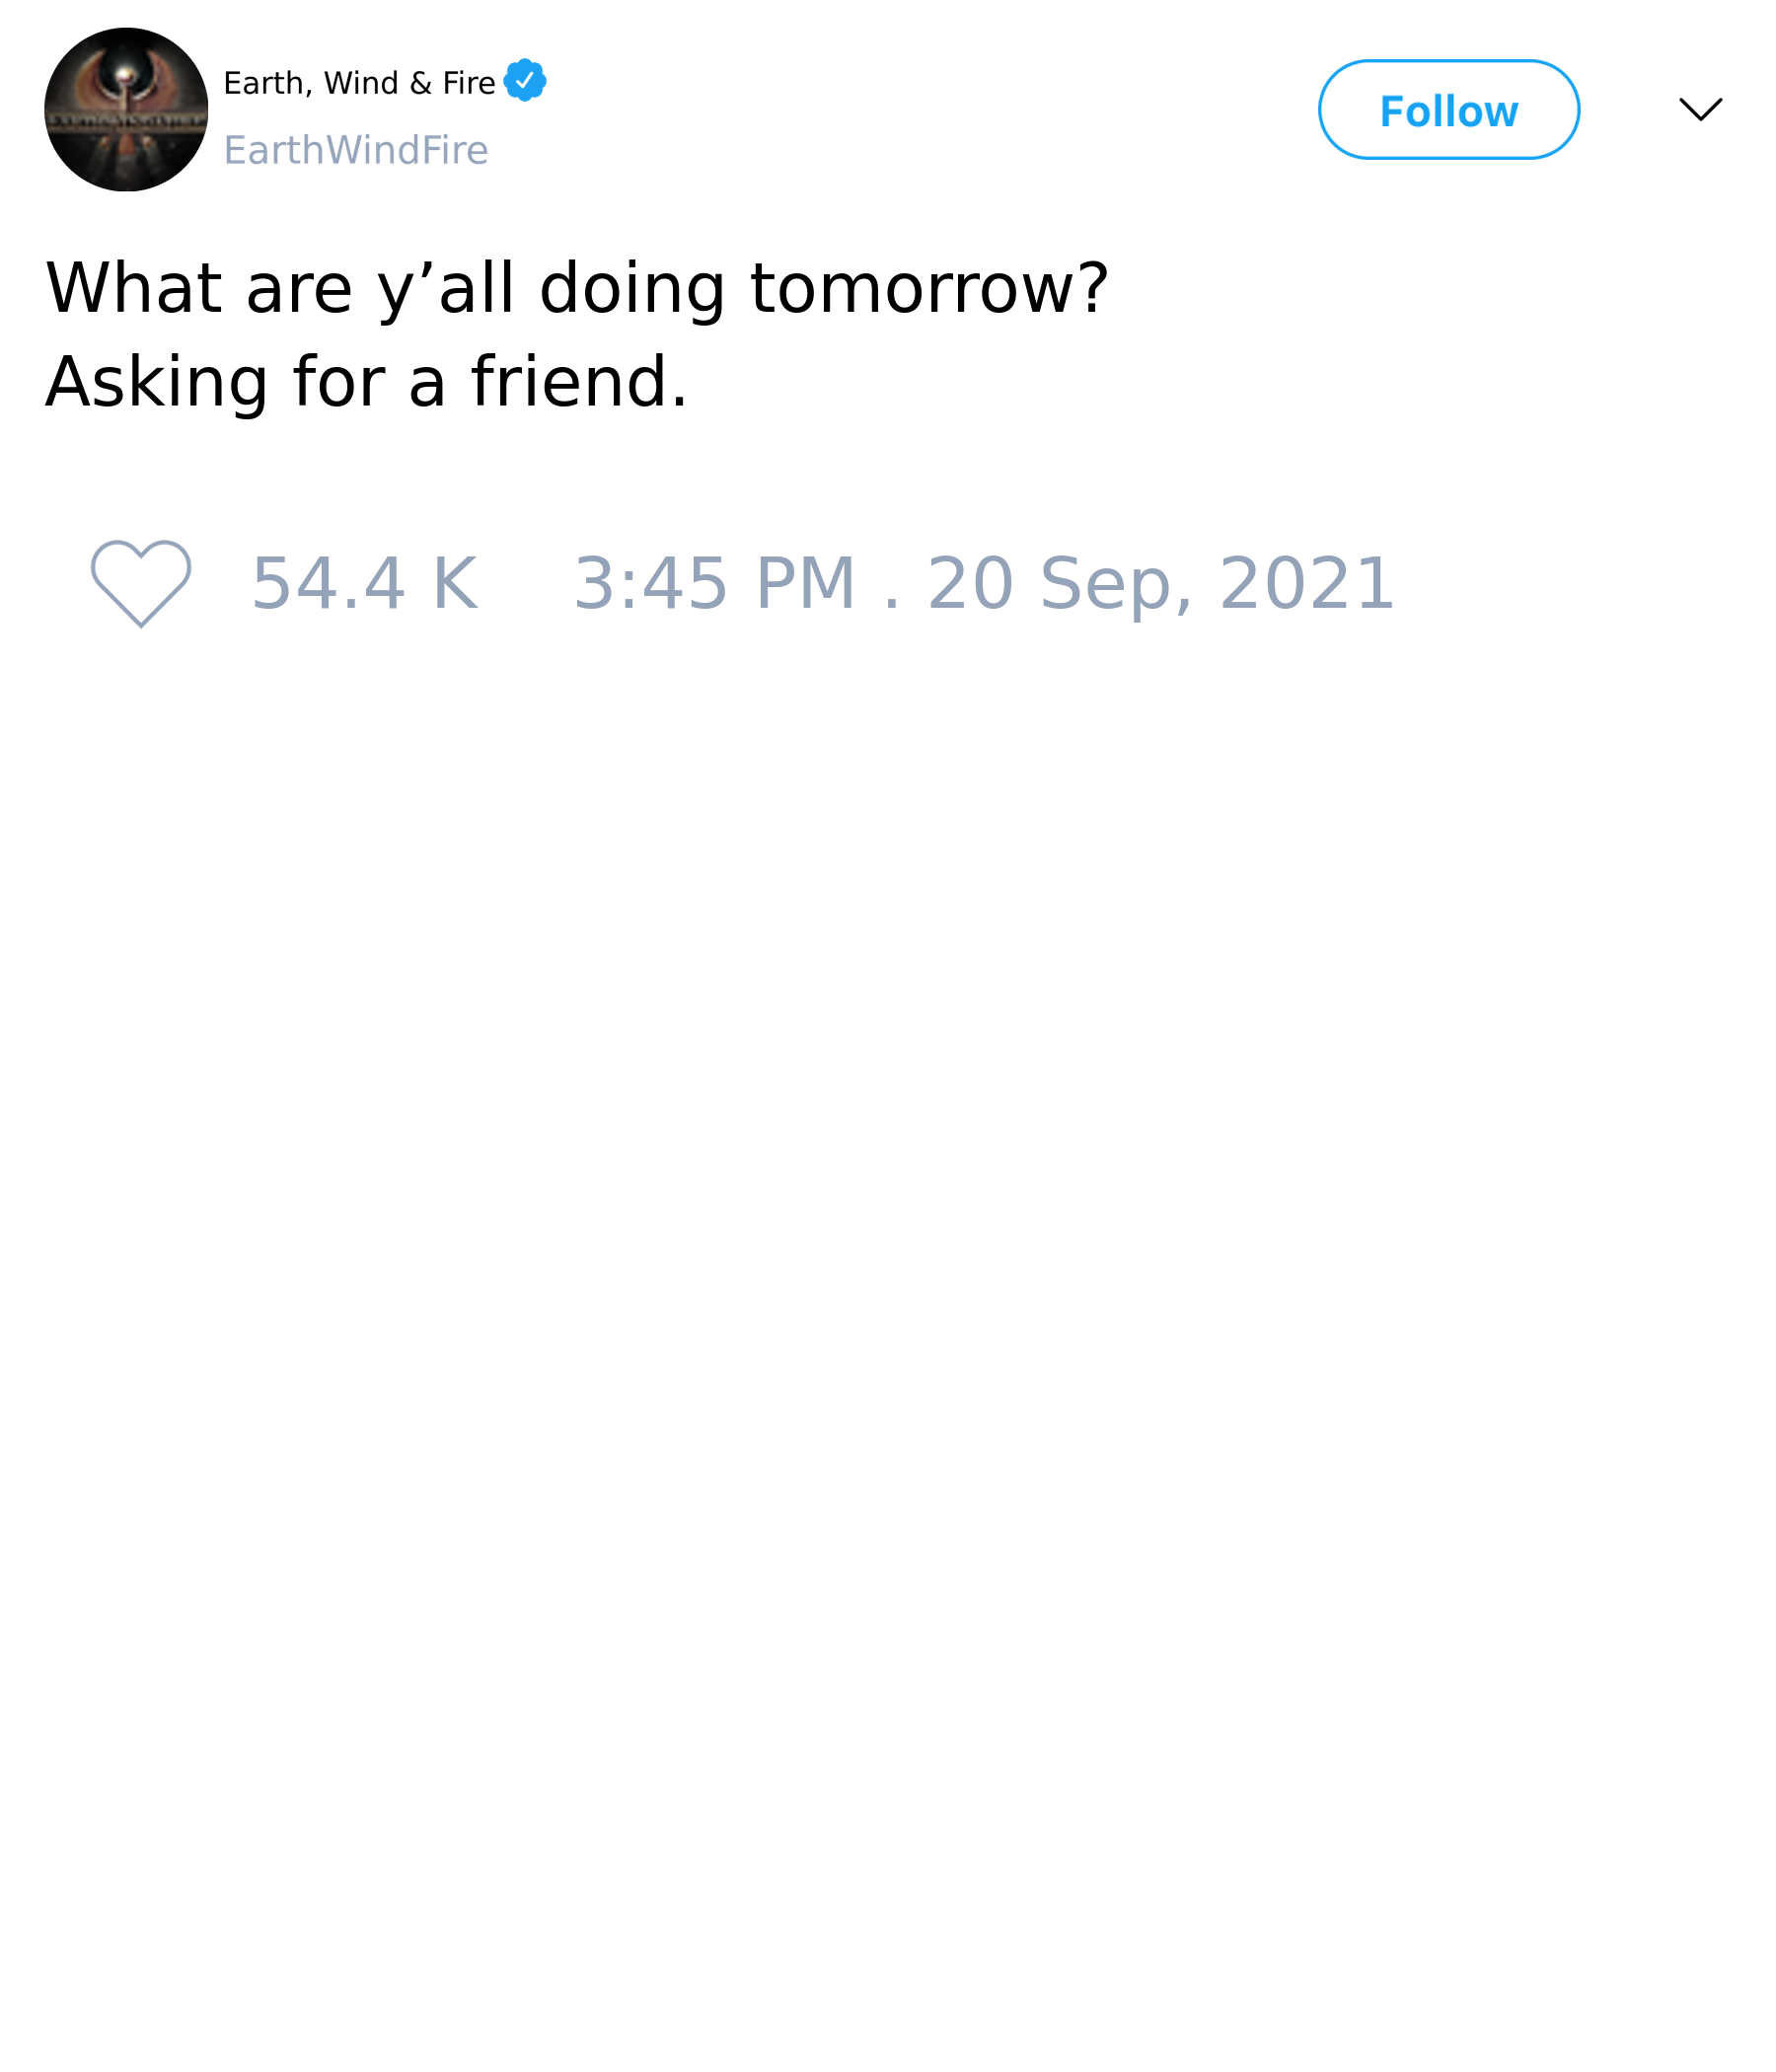 Earth, Wind & Fire
EarthWindFire
Follow
What are y’all doing tomorrow?
Asking for a friend.
54.4 K 3:45 PM . 20 Sep, 2021